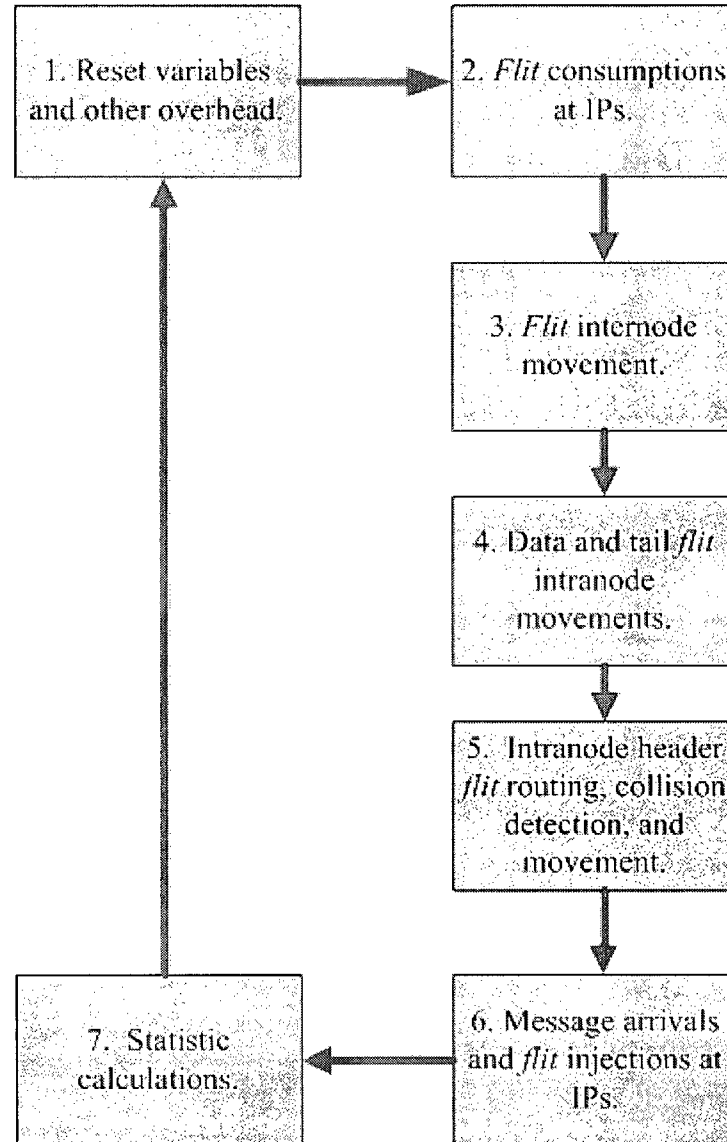 1. Reset variables
and other overhead.
2. Flit consumptions
at IPs.
3. Flit internode
movement.
4. Data and tail flit
intranode
movements.
5. Intranode header
flit routing, collision
detection, and
movement.
6. Message arrivals
and flit injections at
IPs.
7. Statistic
calculations.